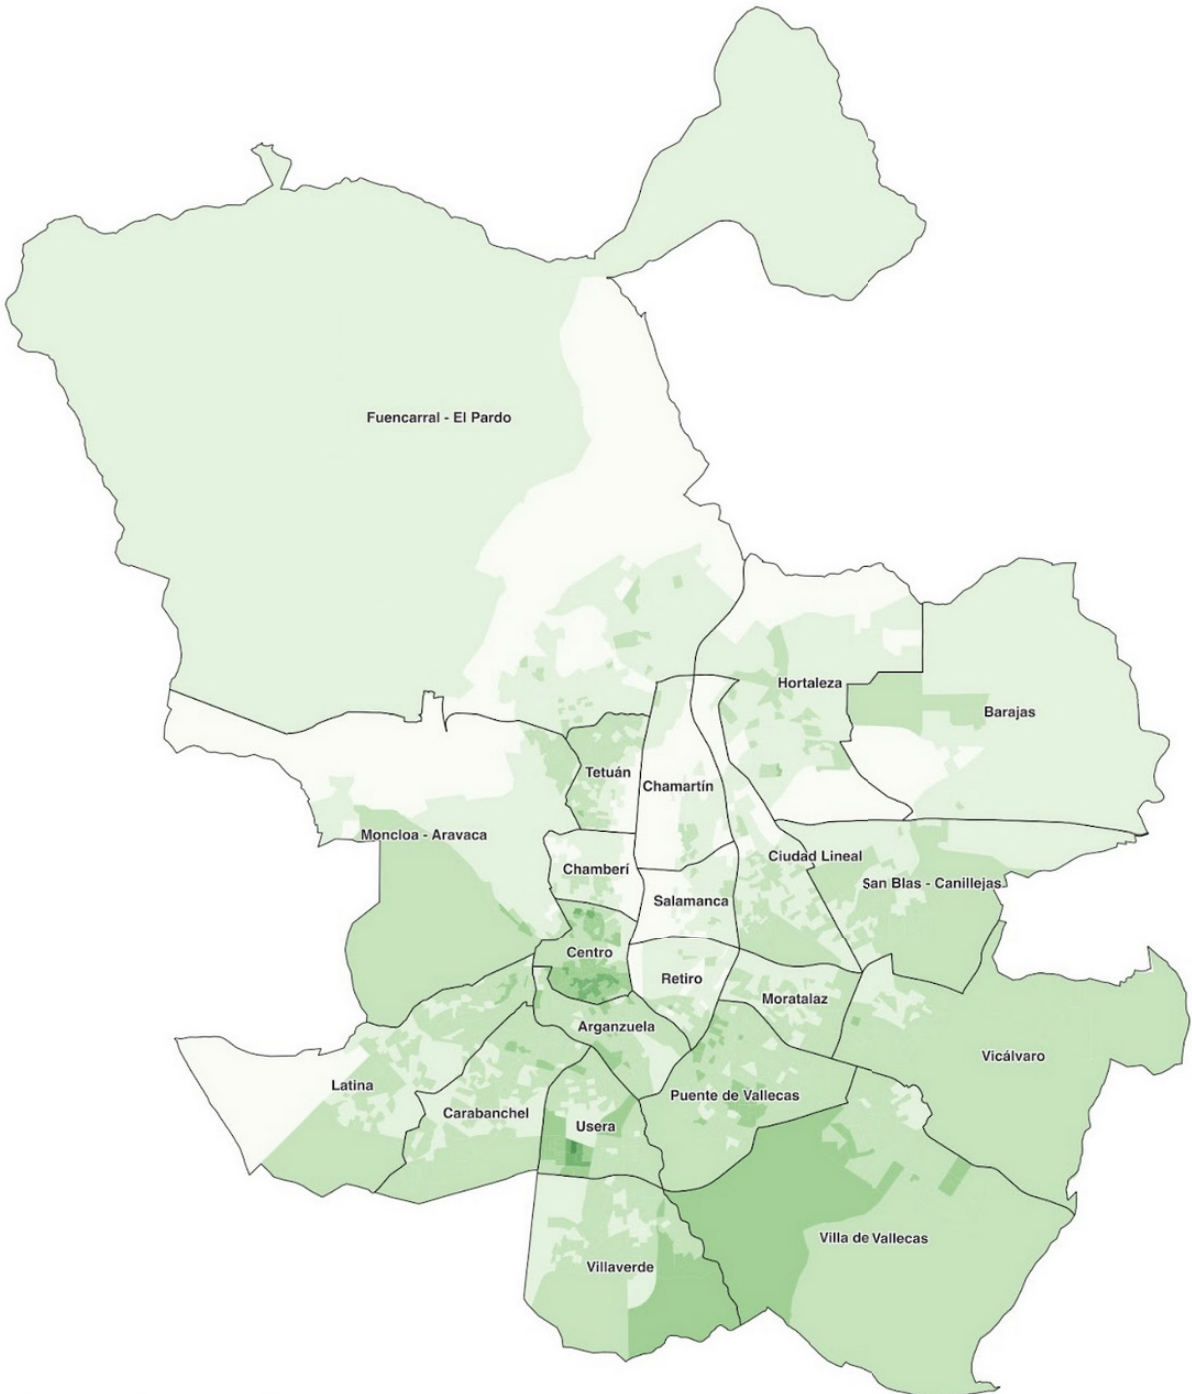 Fuencarral - El Pardo
Hortaleza
Barajas
Tetuán
Chamartín
Moncloa - Aravaca
Ciudad Lineal
Chamberí
San Blas - Canillejas
Salamanca
Centro
Retiro
Moratalaz
Arganzuela
Vicálvaro
Latina
Puente de Vallecas
Carabanchel
Usera
Villa de Vallecas
Villaverde